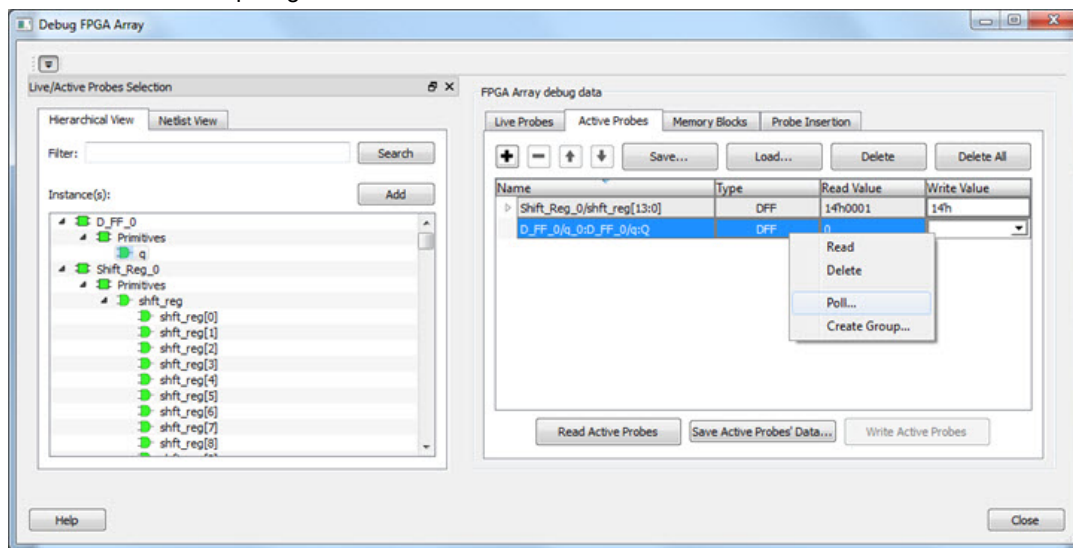 Debug FPGA Array
Live/Active Probes Selection
Hierarchical View Netlist View
Filter: Search
Instance(s): Add
D_FF_0
Primitives
q
Shift_Reg_0
Primitives
shft_reg
shft_reg[0]
shft_reg[1]
shft_reg[2]
shft_reg[3]
shft_reg[4]
shft_reg[5]
shft_reg[6]
shft_reg[7]
shft_reg[8]
FPGA Array debug data
Live Probes Active Probes Memory Blocks Probe Insertion
Save... Load... Delete Delete All
Name Type Read Value Write Value
Shift_Reg_0/shft_reg[13:0] DFF 14'h0001 14'h
D_FF_0/q_0:D_FF_0/q:Q DFF 0
Read
Delete
Poll...
Create Group...
Read Active Probes Save Active Probes' Data... Write Active Probes
Help Close